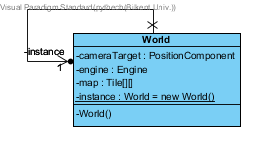 Visual Paradigm Standard(aytech(Bilkent Univ.))
-instance
1
World
-cameraTarget : PositionComponent
-engine : Engine
-map : Tile[][]
-instance : World = new World()
-World()